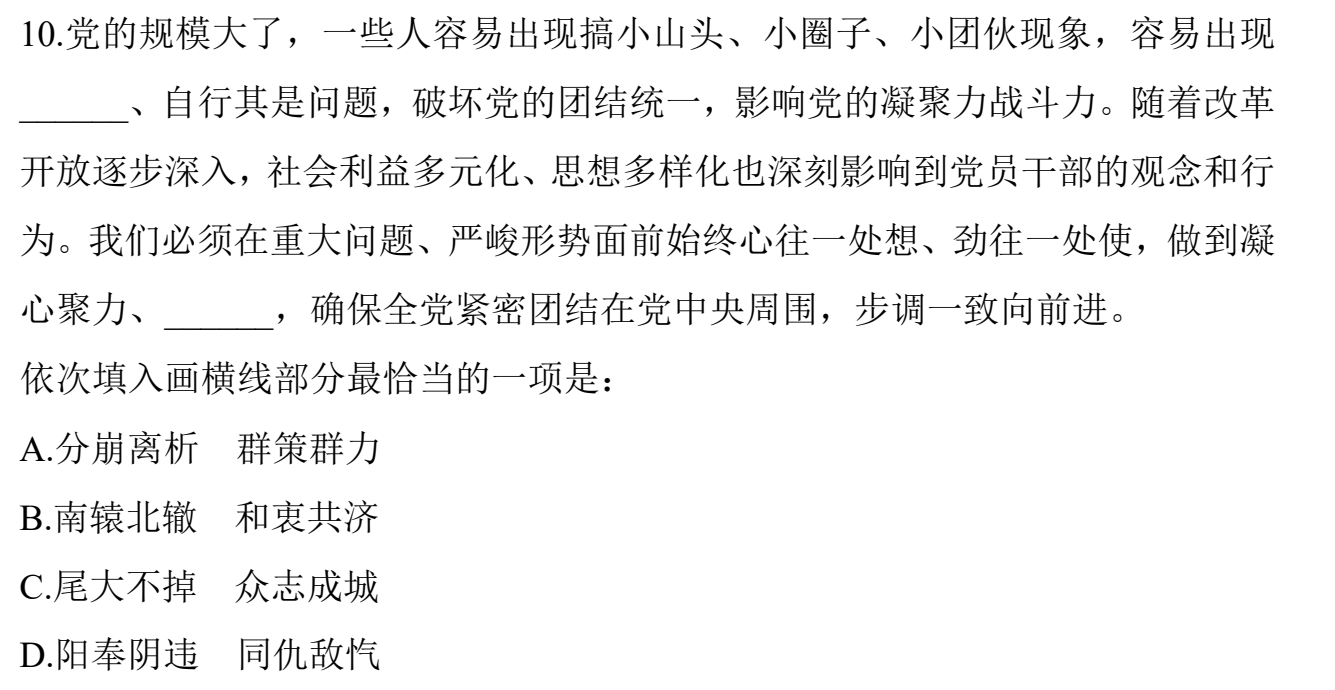 10.党的规模大了，一些人容易出现搞小山头、小圈子、小团伙现象，容易出现
______、自行其是问题，破坏党的团结统一，影响党的凝聚力战斗力。随着改革
开放逐步深入，社会利益多元化、思想多样化也深刻影响到党员干部的观念和行
为。我们必须在重大问题、严峻形势面前始终心往一处想、劲往一处使，做到凝
心聚力、______，确保全党紧密团结在党中央周围，步调一致向前进。
依次填入画横线部分最恰当的一项是：
A.分崩离析　群策群力
B.南辕北辙　和衷共济
C.尾大不掉　众志成城
D.阳奉阴违　同仇敌忾